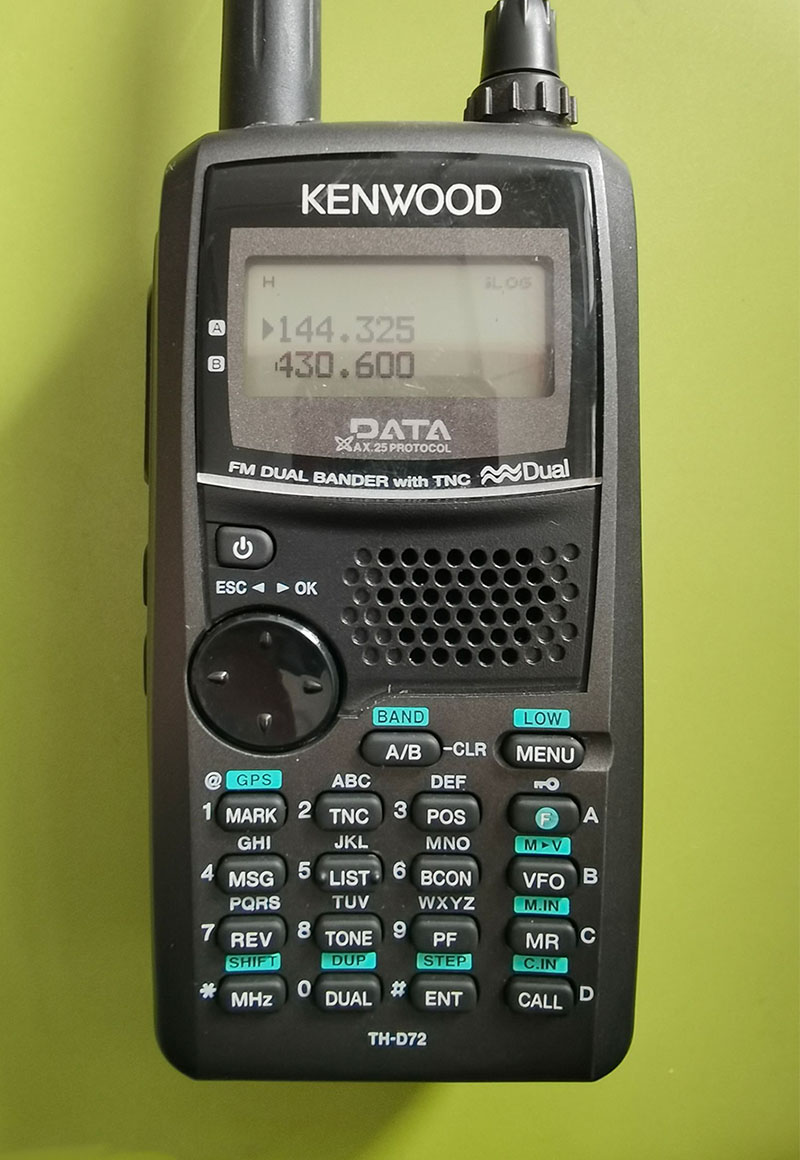 KENWOOD
H iLOG
A 144.325
B 430.600
DATA
AX.25 PROTOCOL
FM DUAL BANDER with TNC Dual
ESC ◄ ► OK
BAND LOW
A/B -CLR MENU
@ GPS ABC DEF
1 MARK 2 TNC 3 POS F A
GHI JKL MNO M►V
4 MSG 5 LIST 6 BCON VFO B
PQRS TUV WXYZ M.IN
7 REV 8 TONE 9 PF MR C
SHIFT DUP STEP C.IN
* MHz 0 DUAL # ENT CALL D
TH-D72